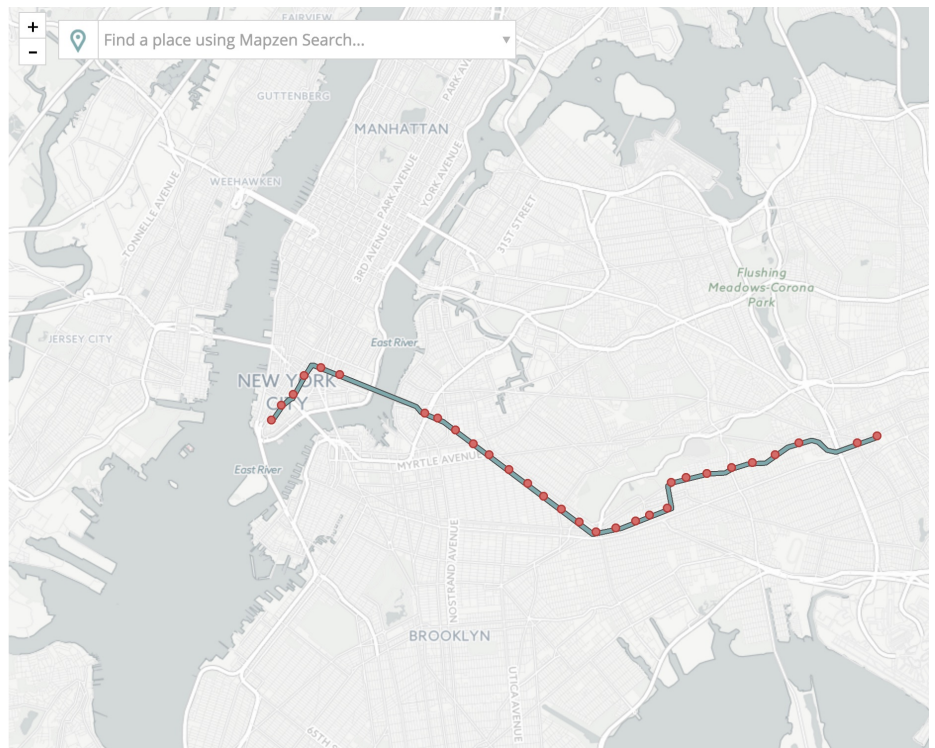 +
-
Find a place using Mapzen Search...
FAIRVIEW
GUTTENBERG
PARK AV
MANHATTAN
WEEHAWKEN
TONNELLE AVENUE
PARK AVENUE
YORK AVENUE
3RD AVENUE
31ST STREET
Flushing
Meadows-Corona
Park
JERSEY CITY
East River
NEW YORK
CITY
MYRTLE AVENUE
East River
NOSTRAND AVENUE
BROOKLYN
UTICA AVENUE
65TH S